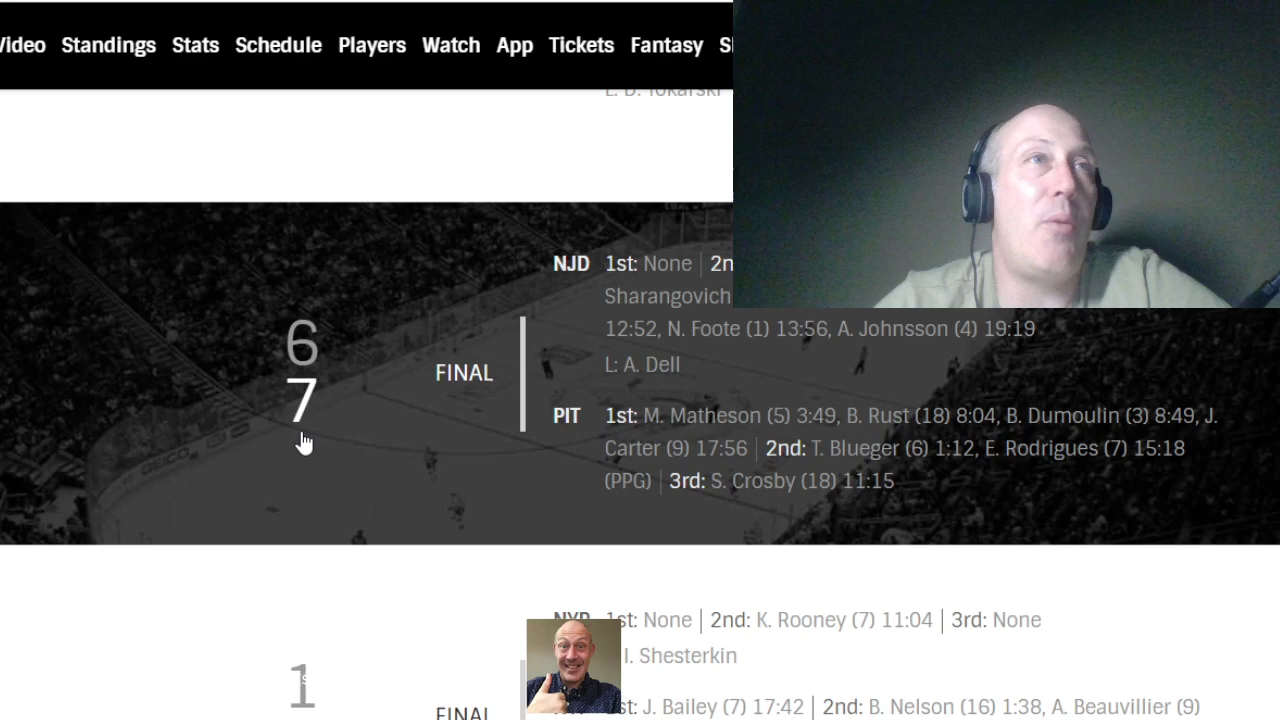 Video Standings Stats Schedule Players Watch App Tickets Fantasy
L: D. Tokarski
NJD 1st: None | 2n
Sharangovich
12:52, N. Foote (1) 13:56, A. Johnsson (4) 19:19
6
L: A. Dell
FINAL
7
PIT 1st: M. Matheson (5) 3:49, B. Rust (18) 8:04, B. Dumoulin (3) 8:49, J.
Carter (9) 17:56 | 2nd: T. Blueger (6) 1:12, E. Rodrigues (7) 15:18
GEICO
(PPG) | 3rd: S. Crosby (18) 11:15
NYR 1st: None | 2nd: K. Rooney (7) 11:04 | 3rd: None
I. Shesterkin
1
st: J. Bailey (7) 17:42 | 2nd: B. Nelson (16) 1:38, A. Beauvillier (9)
FINAL